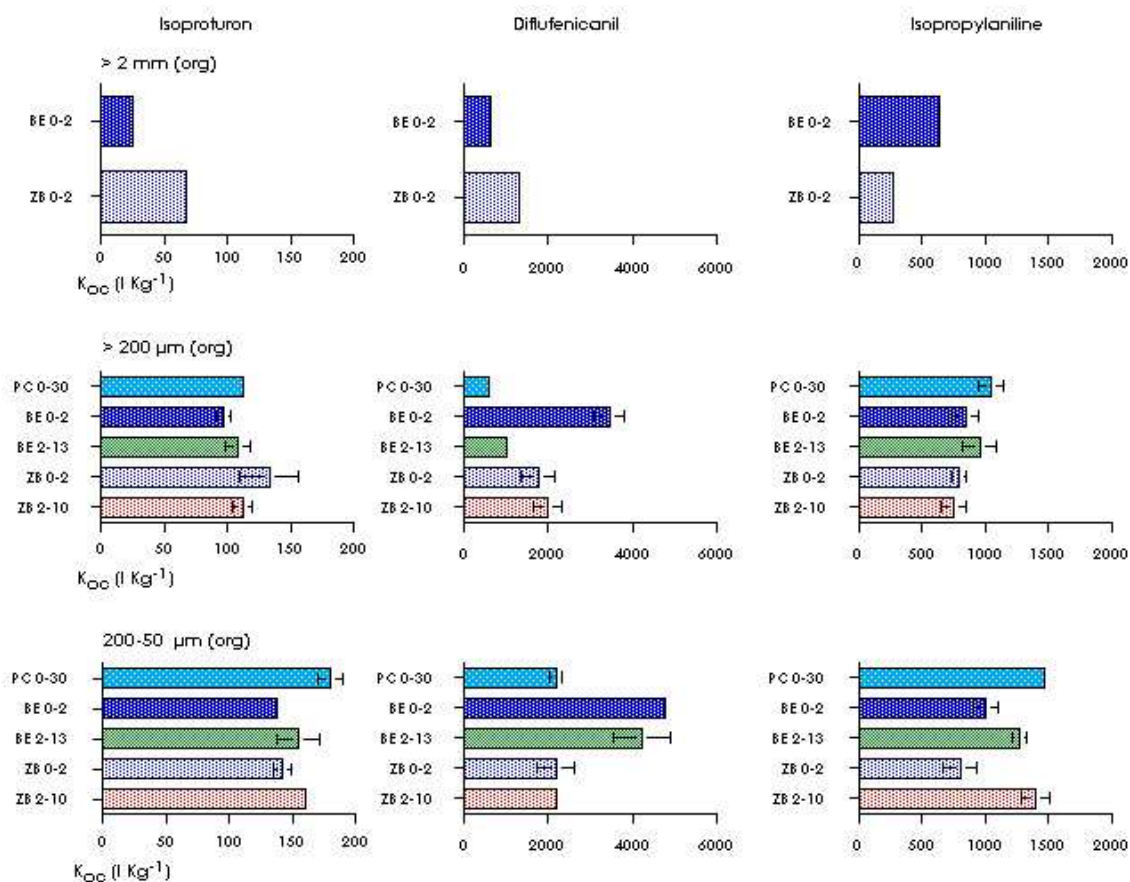 Isoproturon
Diflufenicanil
Isopropylaniline
> 2 mm (org)
BE 0-2
ZB 0-2
0 50 100 150 200
K_OC (l Kg⁻¹)
BE 0-2
ZB 0-2
0 2000 4000 6000
BE 0-2
ZB 0-2
0 500 1000 1500 2000
> 200 µm (org)
PC 0-30
BE 0-2
BE 2-13
ZB 0-2
ZB 2-10
0 50 100 150 200
K_OC (l Kg⁻¹)
PC 0-30
BE 0-2
BE 2-13
ZB 0-2
ZB 2-10
0 2000 4000 6000
PC 0-30
BE 0-2
BE 2-13
ZB 0-2
ZB 2-10
0 500 1000 1500 2000
200-50 µm (org)
PC 0-30
BE 0-2
BE 2-13
ZB 0-2
ZB 2-10
0 50 100 150 200
K_OC (l Kg⁻¹)
PC 0-30
BE 0-2
BE 2-13
ZB 0-2
ZB 2-10
0 2000 4000 6000
PC 0-30
BE 0-2
BE 2-13
ZB 0-2
ZB 2-10
0 500 1000 1500 2000